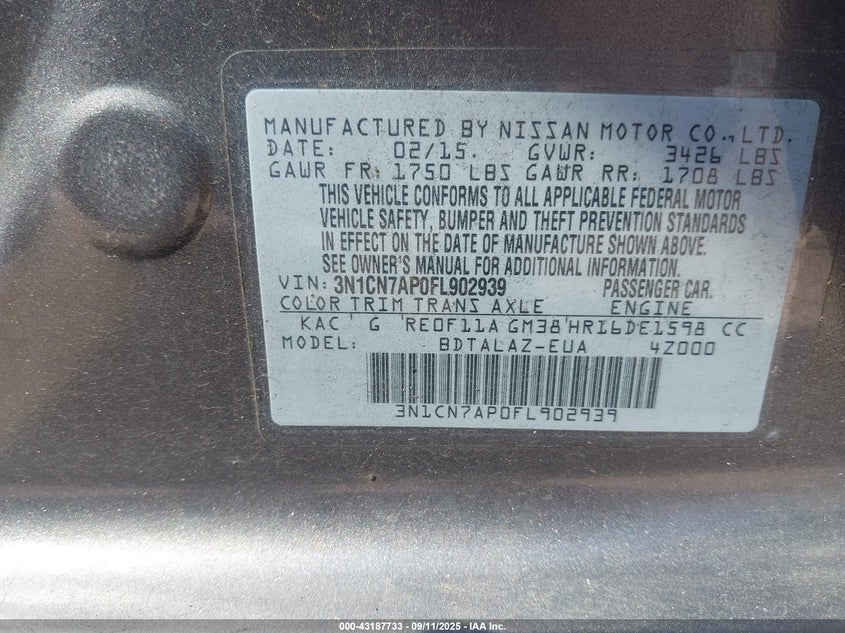 MANUFACTURED BY NISSAN MOTOR CO., LTD.
DATE: 02/15. GVWR: 3426 LBS
GAWR FR: 1750 LBS GAWR RR: 1708 LBS
THIS VEHICLE CONFORMS TO ALL APPLICABLE FEDERAL MOTOR
VEHICLE SAFETY, BUMPER AND THEFT PREVENTION STANDARDS
IN EFFECT ON THE DATE OF MANUFACTURE SHOWN ABOVE.
SEE OWNER'S MANUAL FOR ADDITIONAL INFORMATION.
VIN: 3N1CN7AP0FL902939 PASSENGER CAR.
COLOR TRIM TRANS AXLE ENGINE
KAC ' G 'RE0F11A GM38'HR16DE1598 CC
MODEL: BDTALAZ-EUA 4Z000
3N1CN7AP0FL902939
000-43187733 - 09/11/2025 - IAA Inc.